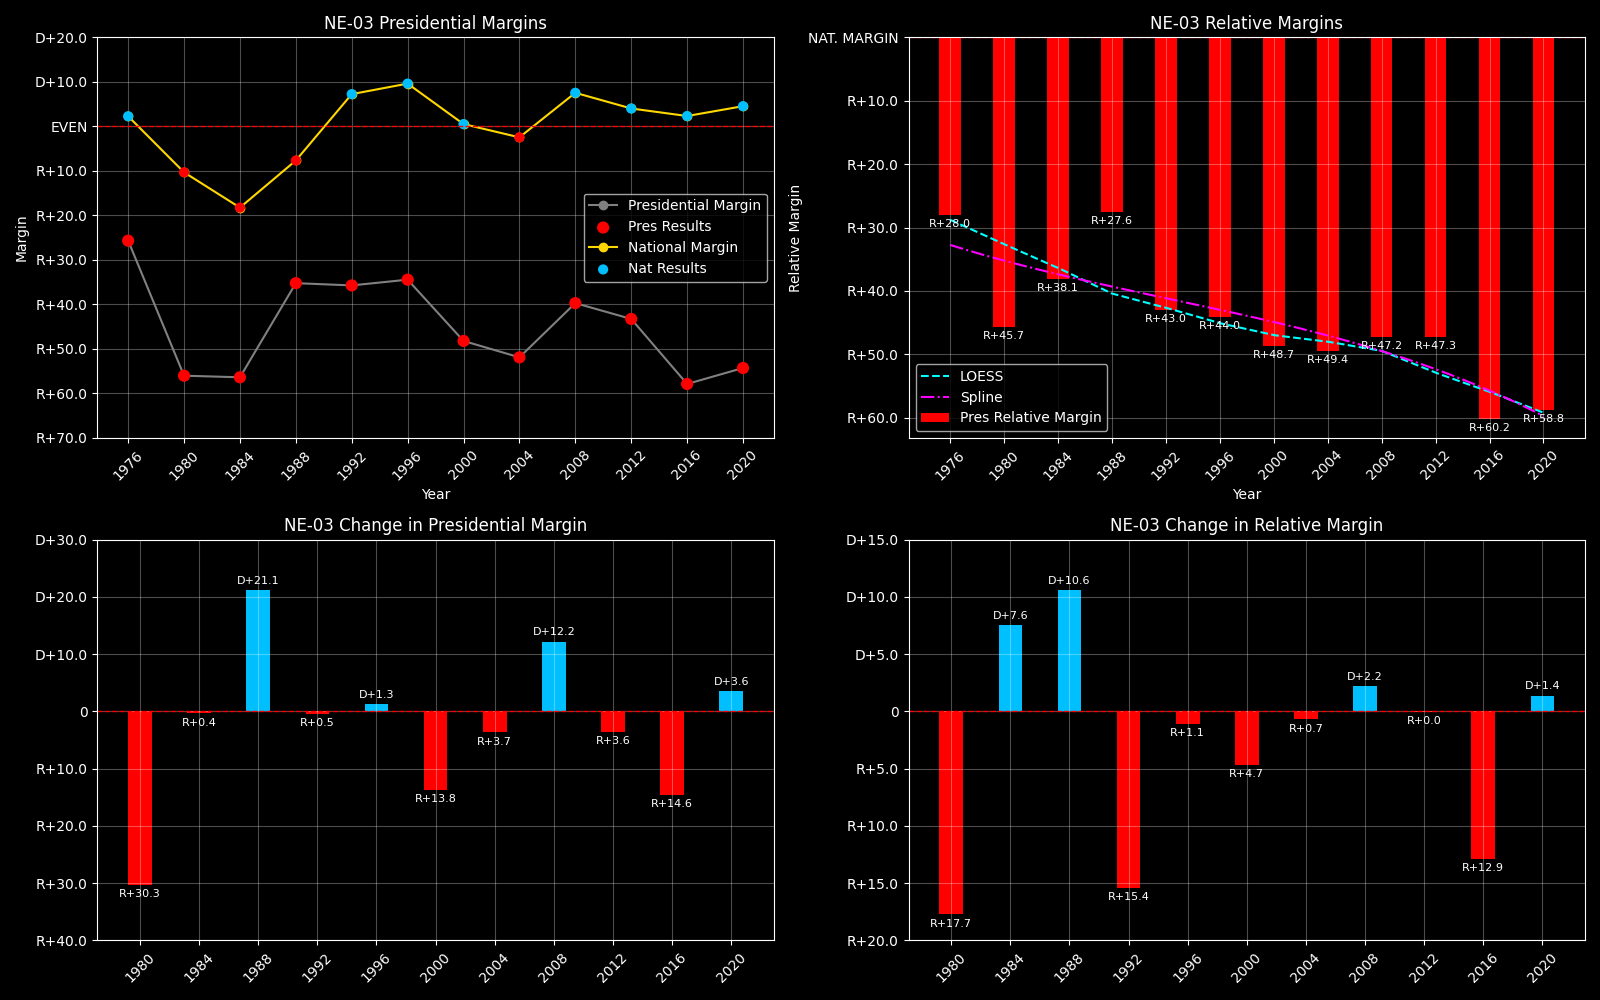 NE-03 Presidential Margins
D+20.0
D+10.0
EVEN
R+10.0
R+20.0
R+30.0
R+40.0
R+50.0
R+60.0
R+70.0
Margin
Presidential Margin
Pres Results
National Margin
Nat Results
1976
1980
1984
1988
1992
1996
2000
2004
2008
2012
2016
2020
Year
NE-03 Relative Margins
NAT. MARGIN
R+10.0
R+20.0
R+30.0
R+40.0
R+50.0
R+60.0
Relative Margin
R+28.0
R+45.7
R+38.1
R+27.6
R+43.0
R+44.0
R+48.7
R+49.4
R+47.2
R+47.3
R+60.2
R+58.8
LOESS
Spline
Pres Relative Margin
1976
1980
1984
1988
1992
1996
2000
2004
2008
2012
2016
2020
Year
NE-03 Change in Presidential Margin
D+30.0
D+20.0
D+10.0
0
R+10.0
R+20.0
R+30.0
R+40.0
R+30.3
R+0.4
D+21.1
R+0.5
D+1.3
R+13.8
R+3.7
D+12.2
R+3.6
R+14.6
D+3.6
1980
1984
1988
1992
1996
2000
2004
2008
2012
2016
2020
NE-03 Change in Relative Margin
D+15.0
D+10.0
D+5.0
0
R+5.0
R+10.0
R+15.0
R+20.0
R+17.7
D+7.6
D+10.6
R+15.4
R+1.1
R+4.7
R+0.7
D+2.2
R+0.0
R+12.9
D+1.4
1980
1984
1988
1992
1996
2000
2004
2008
2012
2016
2020